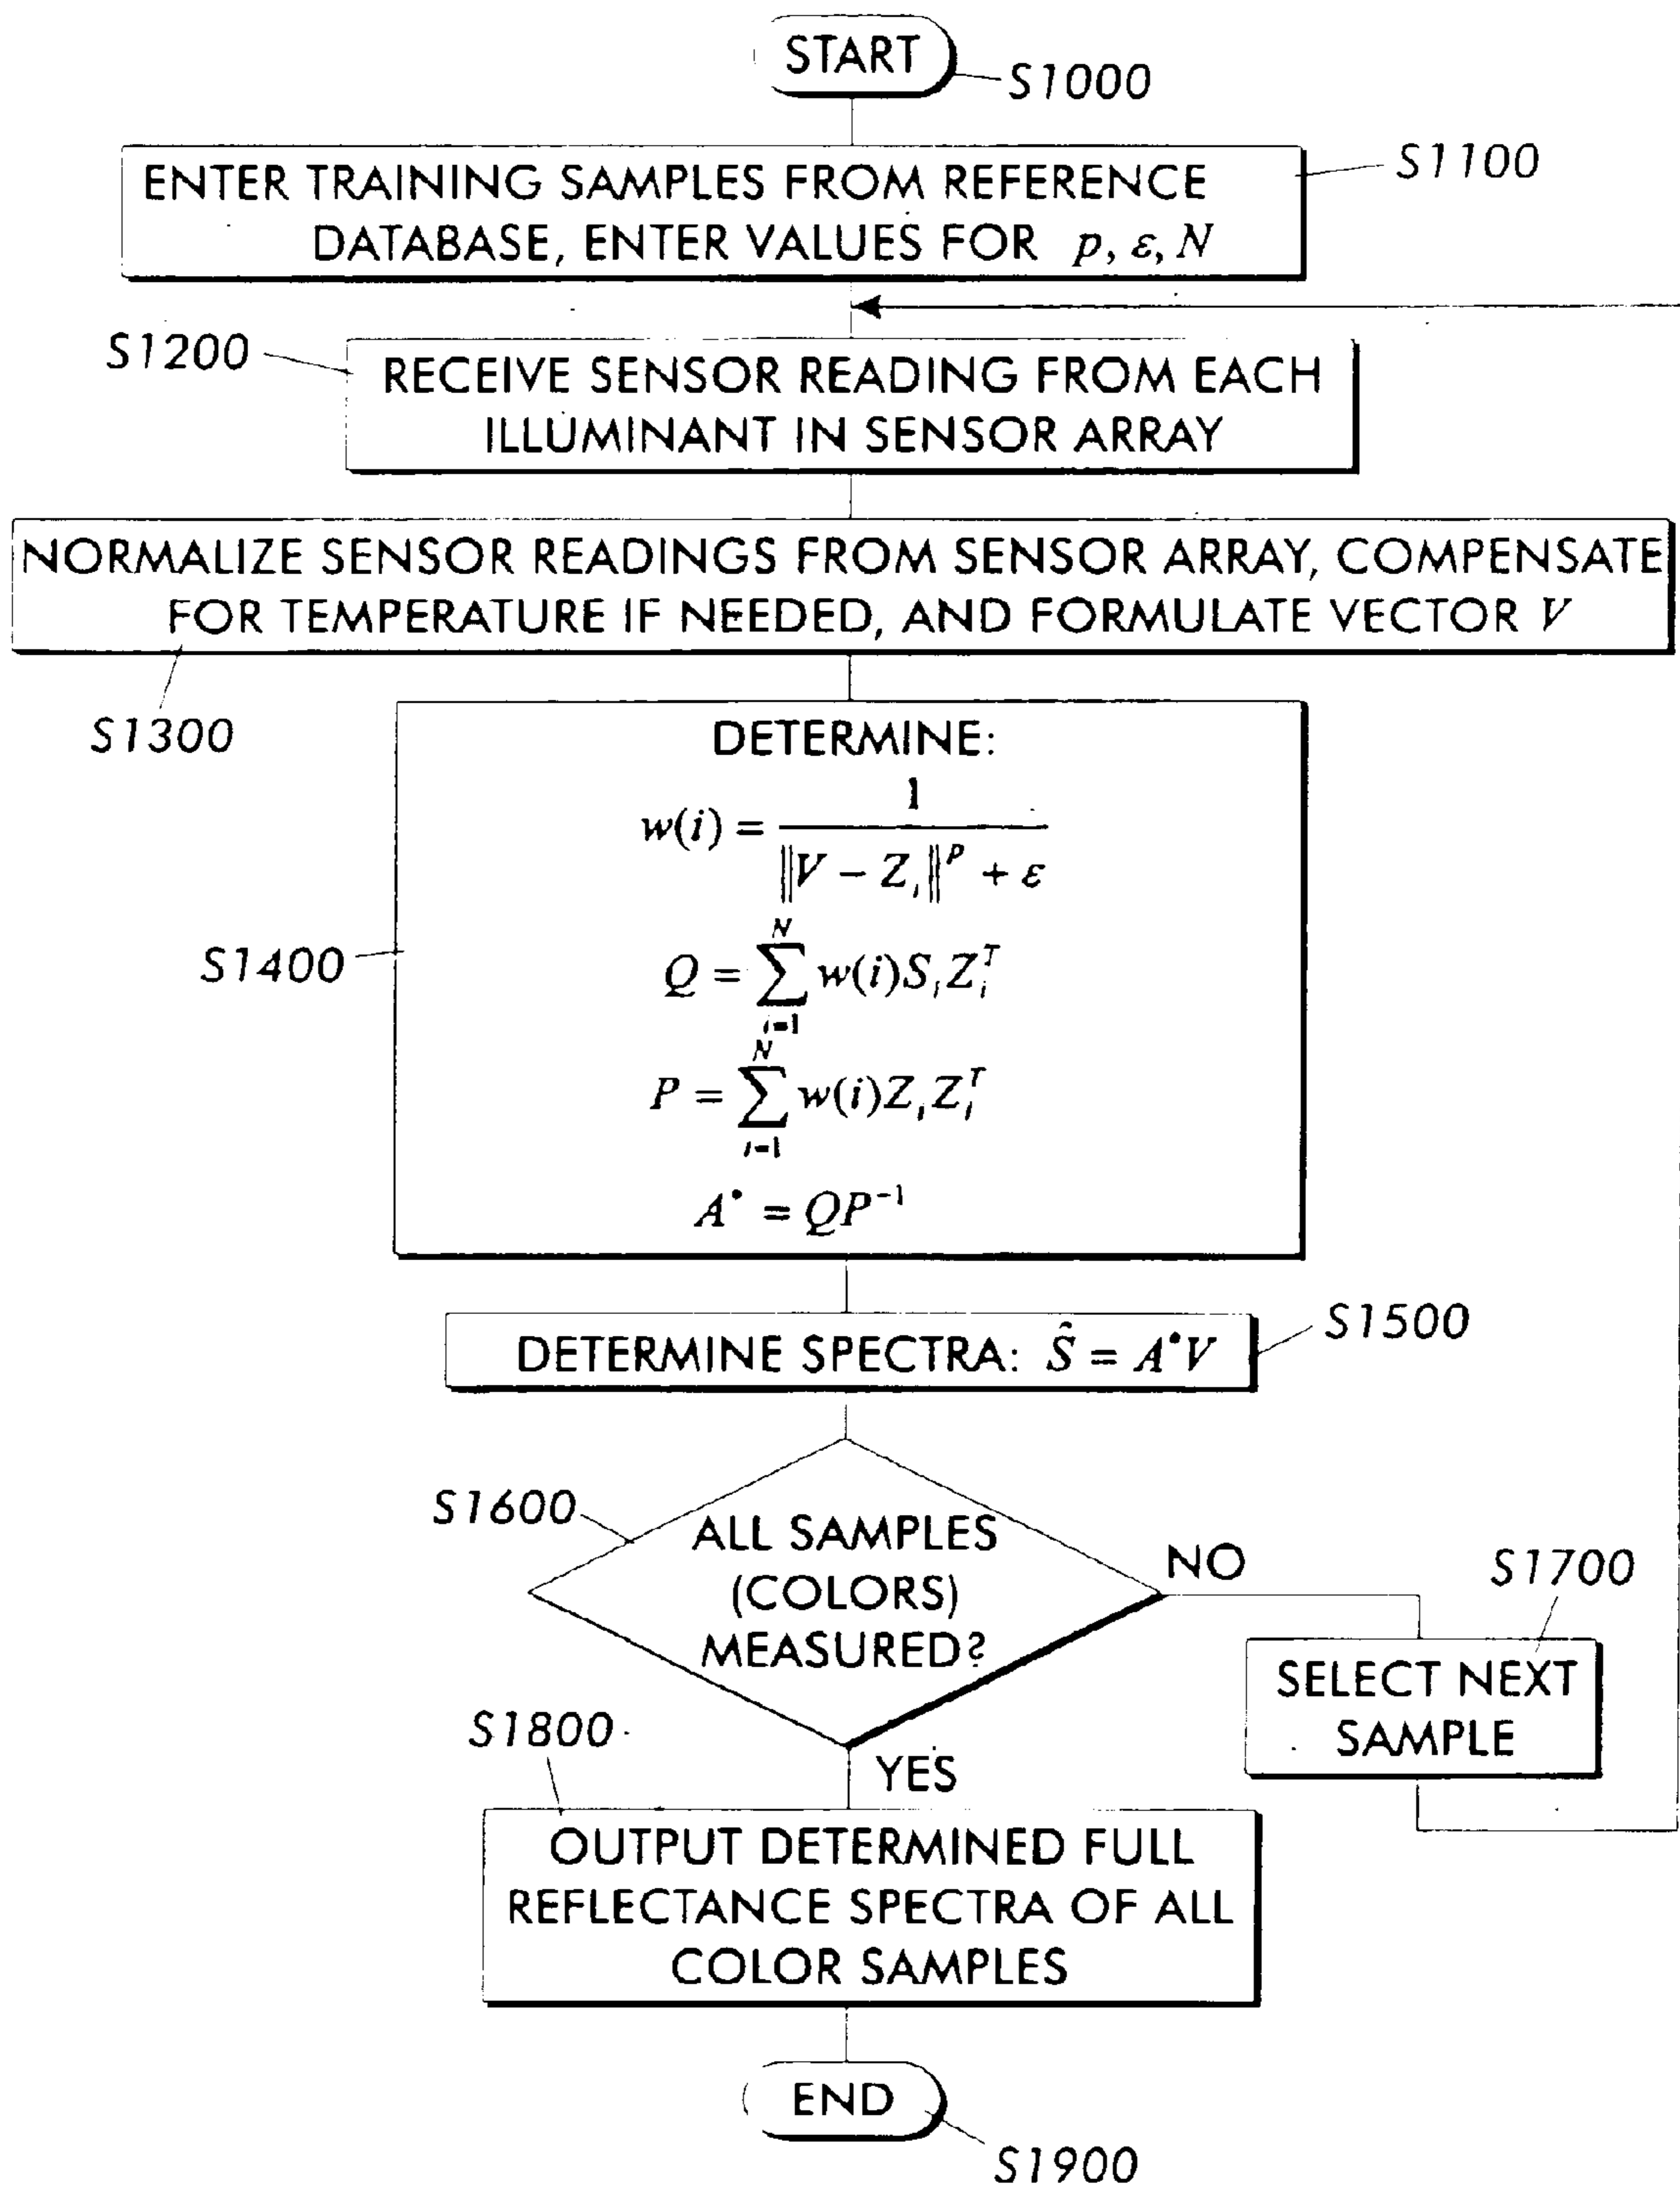 START
S1000
ENTER TRAINING SAMPLES FROM REFERENCE
DATABASE, ENTER VALUES FOR p, ε, N
S1100
S1200
RECEIVE SENSOR READING FROM EACH
ILLUMINANT IN SENSOR ARRAY
NORMALIZE SENSOR READINGS FROM SENSOR ARRAY, COMPENSATE
FOR TEMPERATURE IF NEEDED, AND FORMULATE VECTOR V
S1300
DETERMINE:
w(i) = 1 / (‖V − Z_i‖^p + ε)
S1400
Q = ∑_{i=1}^{N} w(i)S_i Z_i^T
P = ∑_{i=1}^{N} w(i)Z_i Z_i^T
A^• = QP^{-1}
DETERMINE SPECTRA: Ŝ = A^•V
S1500
S1600
ALL SAMPLES
(COLORS)
MEASURED?
NO
S1700
SELECT NEXT
SAMPLE
YES
S1800
OUTPUT DETERMINED FULL
REFLECTANCE SPECTRA OF ALL
COLOR SAMPLES
END
S1900